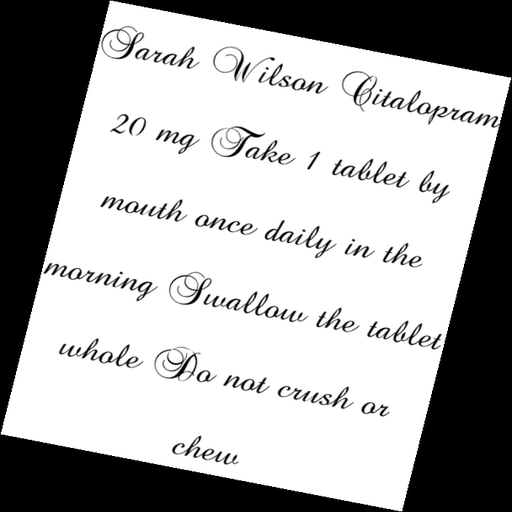 Sarah Wilson Citalopram
20 mg Take 1 tablet by
mouth once daily in the
morning Swallow the tablet
whole Do not crush or
chew